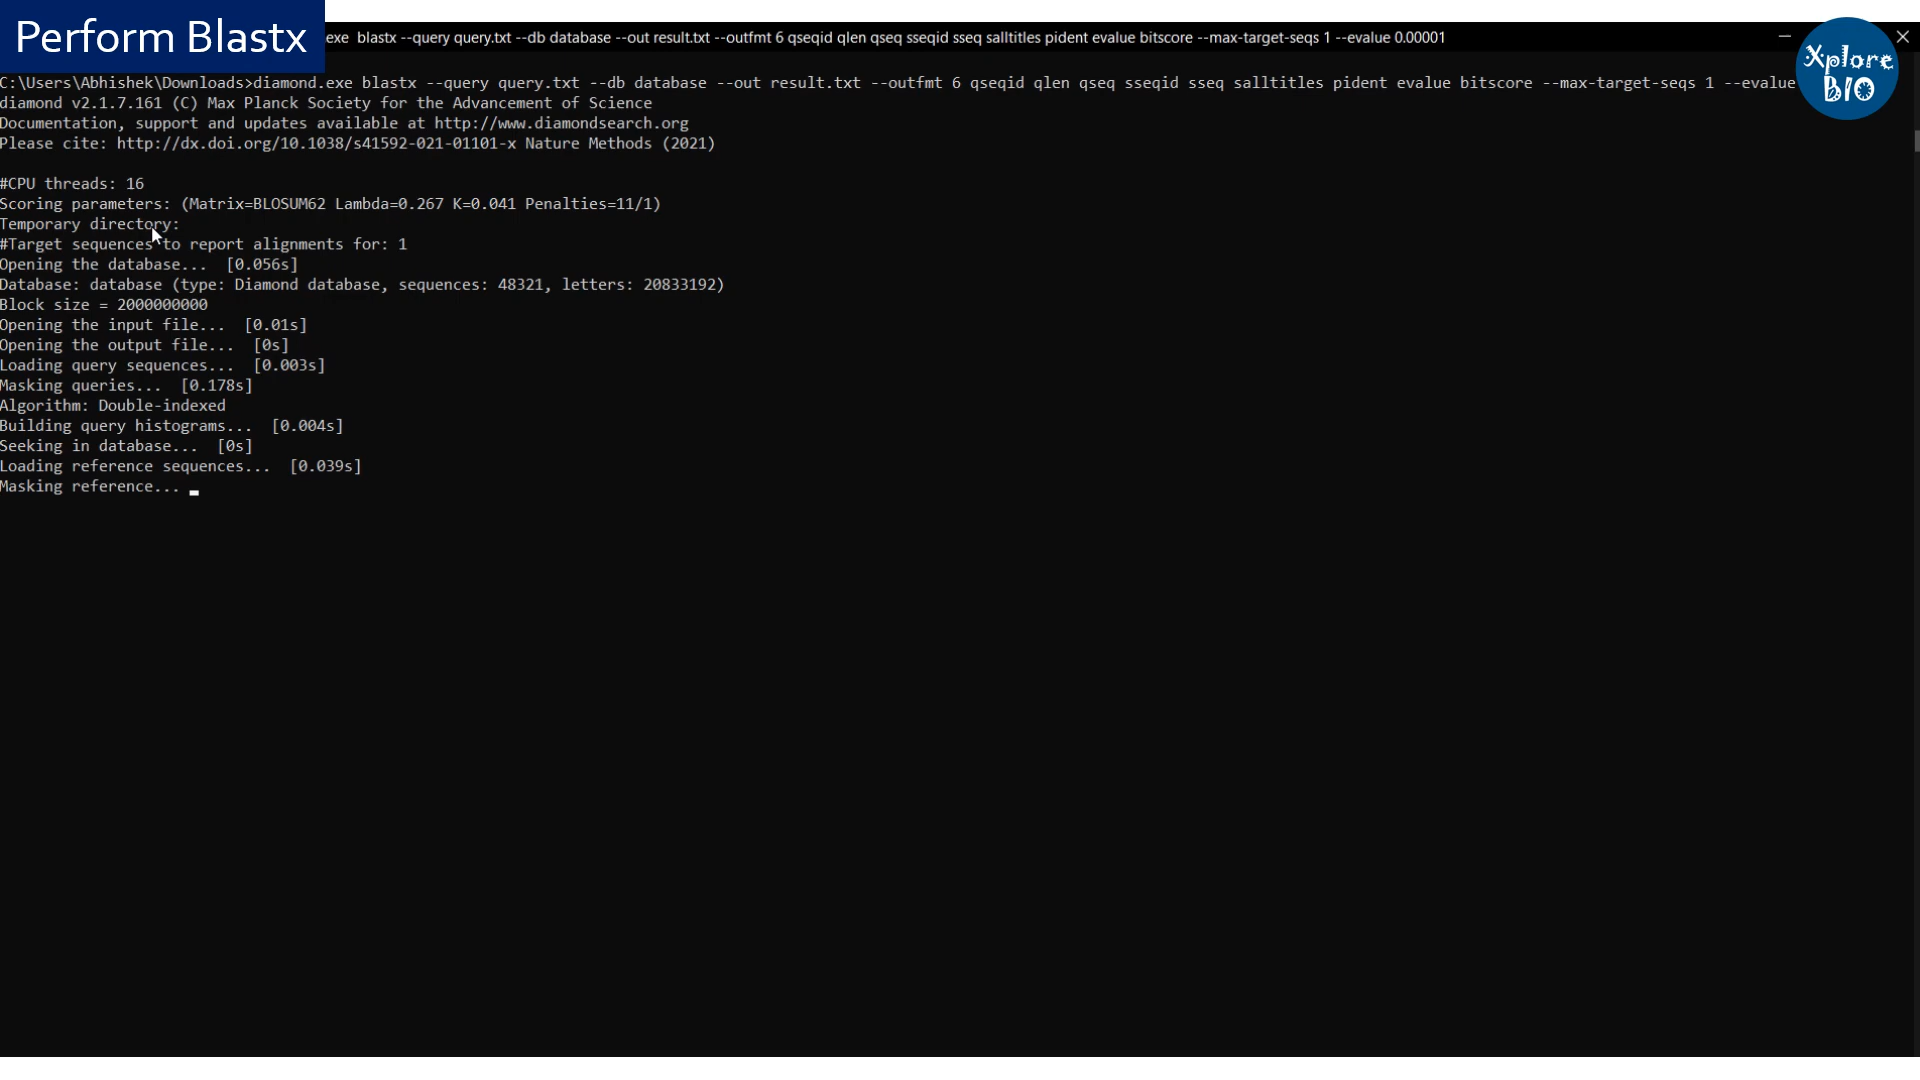 Perform Blastx
exe blastx --query query.txt --db database --out result.txt --outfmt 6 qseqid qlen qseq sseqid sseq salltitles pident evalue bitscore --max-target-seqs 1 --evalue 0.00001
Xplore
BIO
C:\Users\Abhishek\Downloads>diamond.exe blastx --query query.txt --db database --out result.txt --outfmt 6 qseqid qlen qseq sseqid sseq salltitles pident evalue bitscore --max-target-seqs 1 --evalue
diamond v2.1.7.161 (C) Max Planck Society for the Advancement of Science
Documentation, support and updates available at http://www.diamondsearch.org
Please cite: http://dx.doi.org/10.1038/s41592-021-01101-x Nature Methods (2021)
#CPU threads: 16
Scoring parameters: (Matrix=BLOSUM62 Lambda=0.267 K=0.041 Penalties=11/1)
Temporary directory:
#Target sequences to report alignments for: 1
Opening the database... [0.056s]
Database: database (type: Diamond database, sequences: 48321, letters: 20833192)
Block size = 2000000000
Opening the input file... [0.01s]
Opening the output file... [0s]
Loading query sequences... [0.003s]
Masking queries... [0.178s]
Algorithm: Double-indexed
Building query histograms... [0.004s]
Seeking in database... [0s]
Loading reference sequences... [0.039s]
Masking reference...